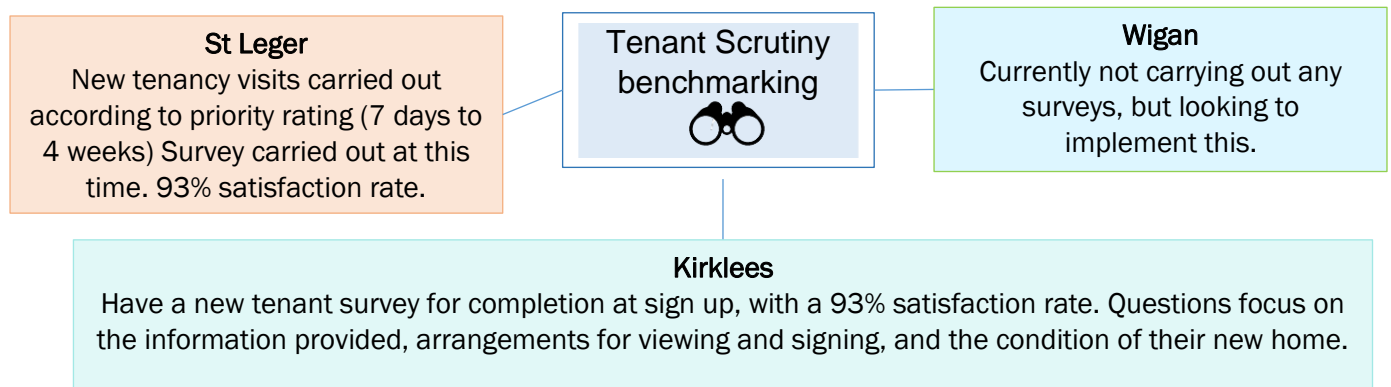 St Leger
New tenancy visits carried out
according to priority rating (7 days to
4 weeks) Survey carried out at this
time. 93% satisfaction rate.
Tenant Scrutiny
benchmarking
Wigan
Currently not carrying out any
surveys, but looking to
implement this.
Kirklees
Have a new tenant survey for completion at sign up, with a 93% satisfaction rate. Questions focus on
the information provided, arrangements for viewing and signing, and the condition of their new home.